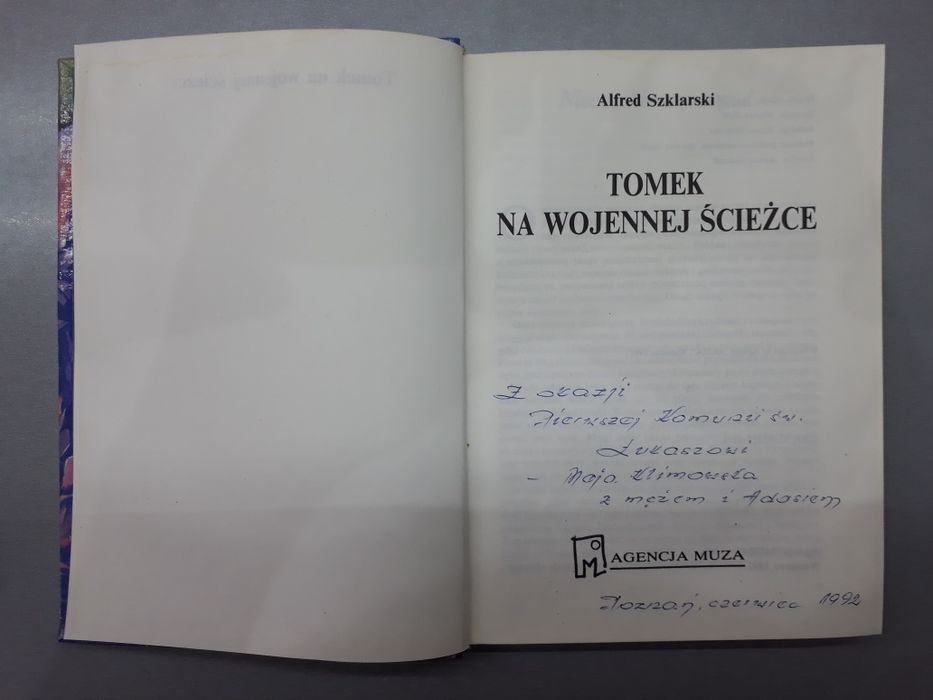 Alfred Szklarski
TOMEK
NA WOJENNEJ ŚCIEŻCE
Z okazji
Pierwszej Komunii św.
Łukaszowi
- Maja Klimowska
z mężem i Adasiem
M AGENCJA MUZA
Poznań, czerwiec 1992